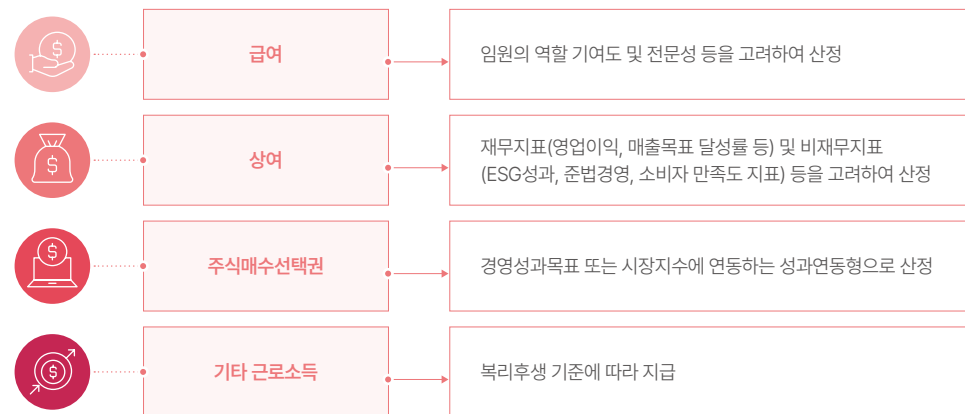 급여
임원의 역할 기여도 및 전문성 등을 고려하여 산정
상여
재무지표(영업이익, 매출목표 달성률 등) 및 비재무지표
(ESG성과, 준법경영, 소비자 만족도 지표) 등을 고려하여 산정
주식매수선택권
경영성과목표 또는 시장지수에 연동하는 성과연동형으로 산정
기타 근로소득
복리후생 기준에 따라 지급